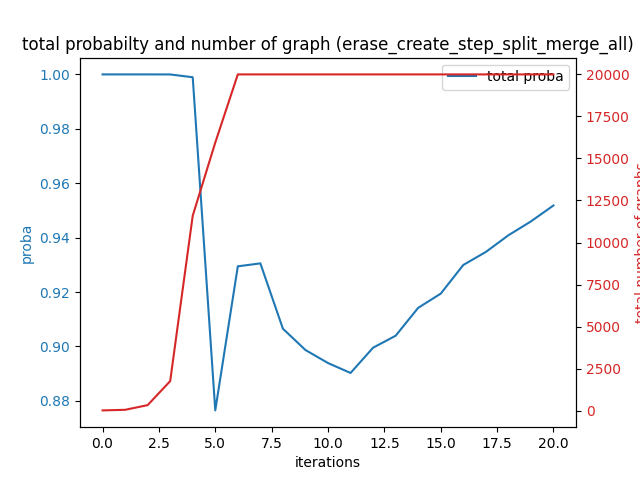 total probabilty and number of graph (erase_create_step_split_merge_all)
total proba
1.00
0.98
0.96
0.94
0.92
0.90
0.88
proba
20000
17500
15000
12500
10000
7500
5000
2500
0
total number of graphs
0.0 2.5 5.0 7.5 10.0 12.5 15.0 17.5 20.0
iterations